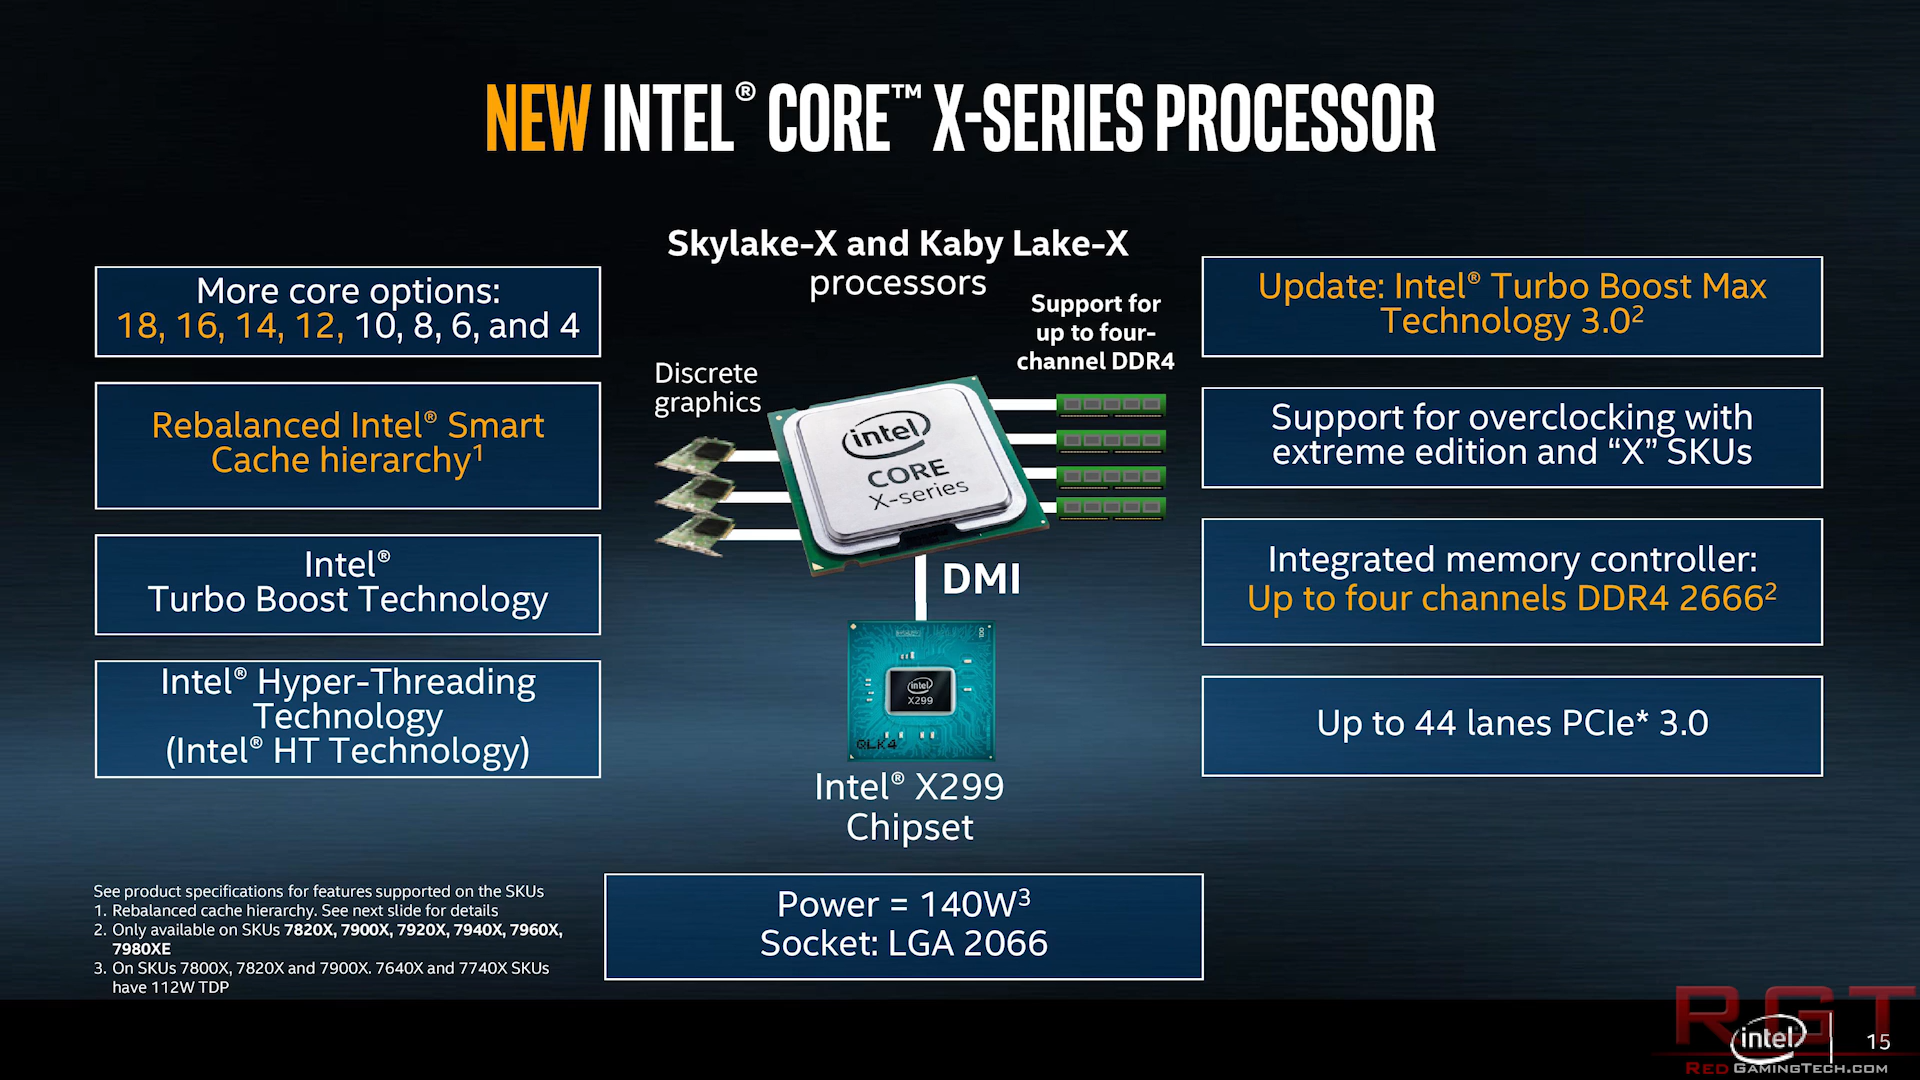 NEW INTEL® CORE™ X-SERIES PROCESSOR
Skylake-X and Kaby Lake-X
processors
More core options:
18, 16, 14, 12, 10, 8, 6, and 4
Rebalanced Intel® Smart
Cache hierarchy¹
Intel®
Turbo Boost Technology
Intel® Hyper-Threading
Technology
(Intel® HT Technology)
Discrete
graphics
Support for
up to four-
channel DDR4
intel
CORE
X-series
DMI
intel
X299
QLK4
Intel® X299
Chipset
Update: Intel® Turbo Boost Max
Technology 3.0²
Support for overclocking with
extreme edition and “X” SKUs
Integrated memory controller:
Up to four channels DDR4 2666²
Up to 44 lanes PCIe* 3.0
Power = 140W³
Socket: LGA 2066
See product specifications for features supported on the SKUs
1. Rebalanced cache hierarchy. See next slide for details
2. Only available on SKUs 7820X, 7900X, 7920X, 7940X, 7960X,
7980XE
3. On SKUs 7800X, 7820X and 7900X. 7640X and 7740X SKUs
have 112W TDP
RGT
intel
15
RedGamingTech.com